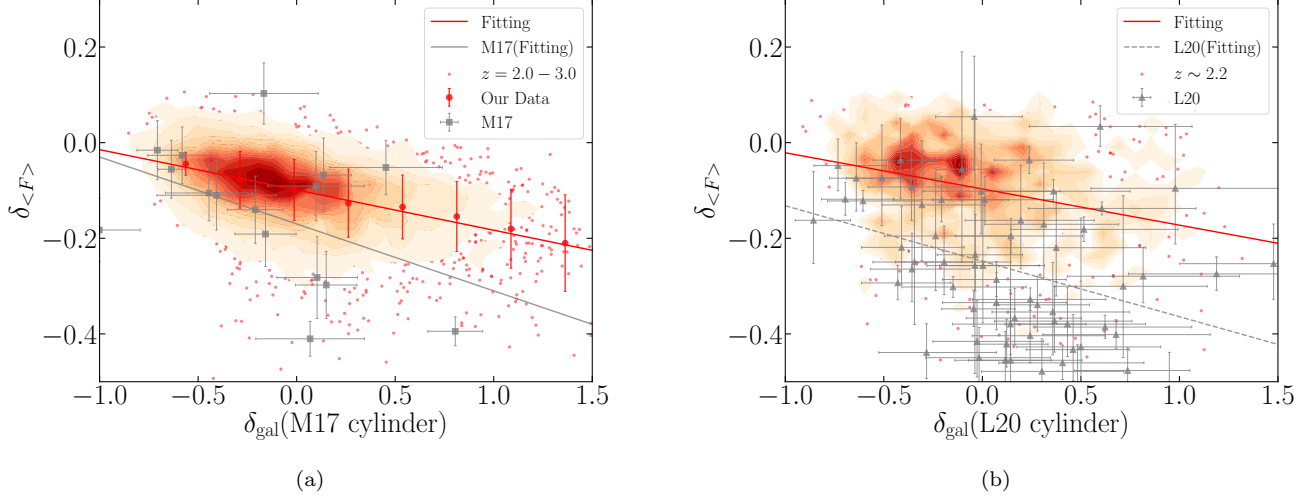 Fitting
M17(Fitting)
z = 2.0 − 3.0
Our Data
M17
0.2
0.0
−0.2
−0.4
δ<F>
−1.0 −0.5 0.0 0.5 1.0 1.5
δgal(M17 cylinder)
(a)
Fitting
L20(Fitting)
z ∼ 2.2
L20
0.2
0.0
−0.2
−0.4
δ<F>
−1.0 −0.5 0.0 0.5 1.0 1.5
δgal(L20 cylinder)
(b)